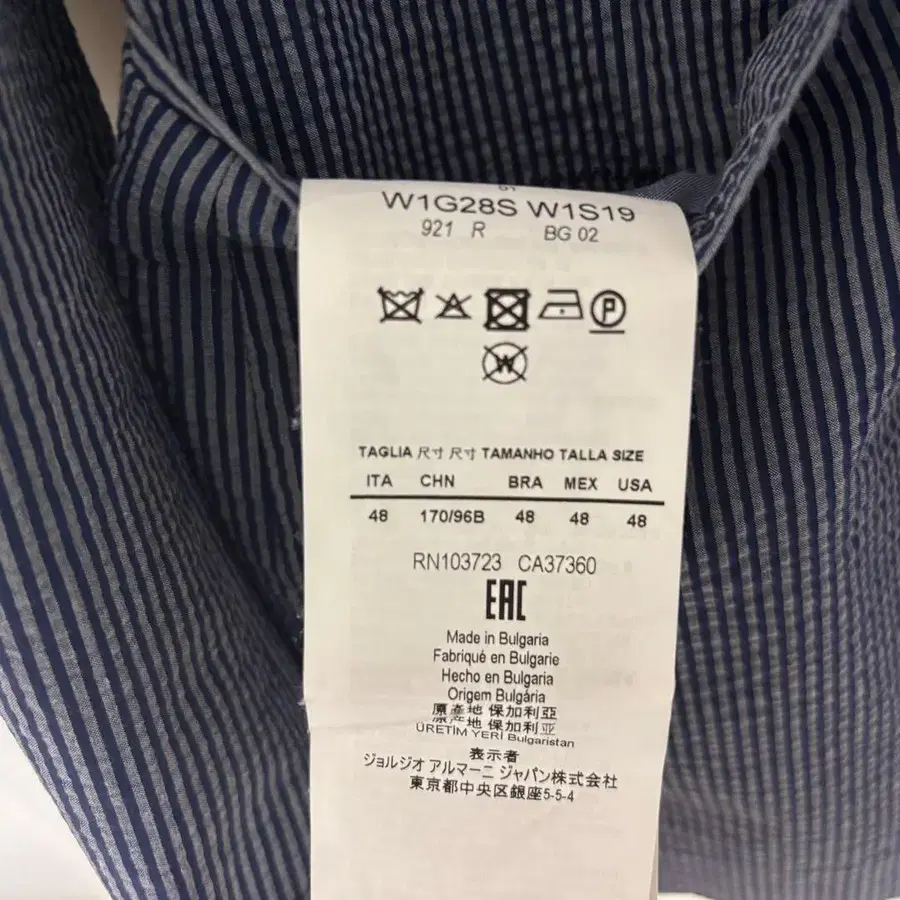 01
W1G28S W1S19
921 R BG 02
P
W
TAGLIA 尺寸 尺寸 TAMANHO TALLA SIZE
ITA CHN BRA MEX USA
48 170/96B 48 48 48
RN103723 CA37360
EAC
Made in Bulgaria
Fabriqué en Bulgarie
Hecho en Bulgaria
Origem Bulgária
原產地 保加利亞
原产地 保加利亚
ÜRETİM YERİ Bulgaristan
表示者
ジョルジオ アルマーニ ジャパン株式会社
東京都中央区銀座5-5-4